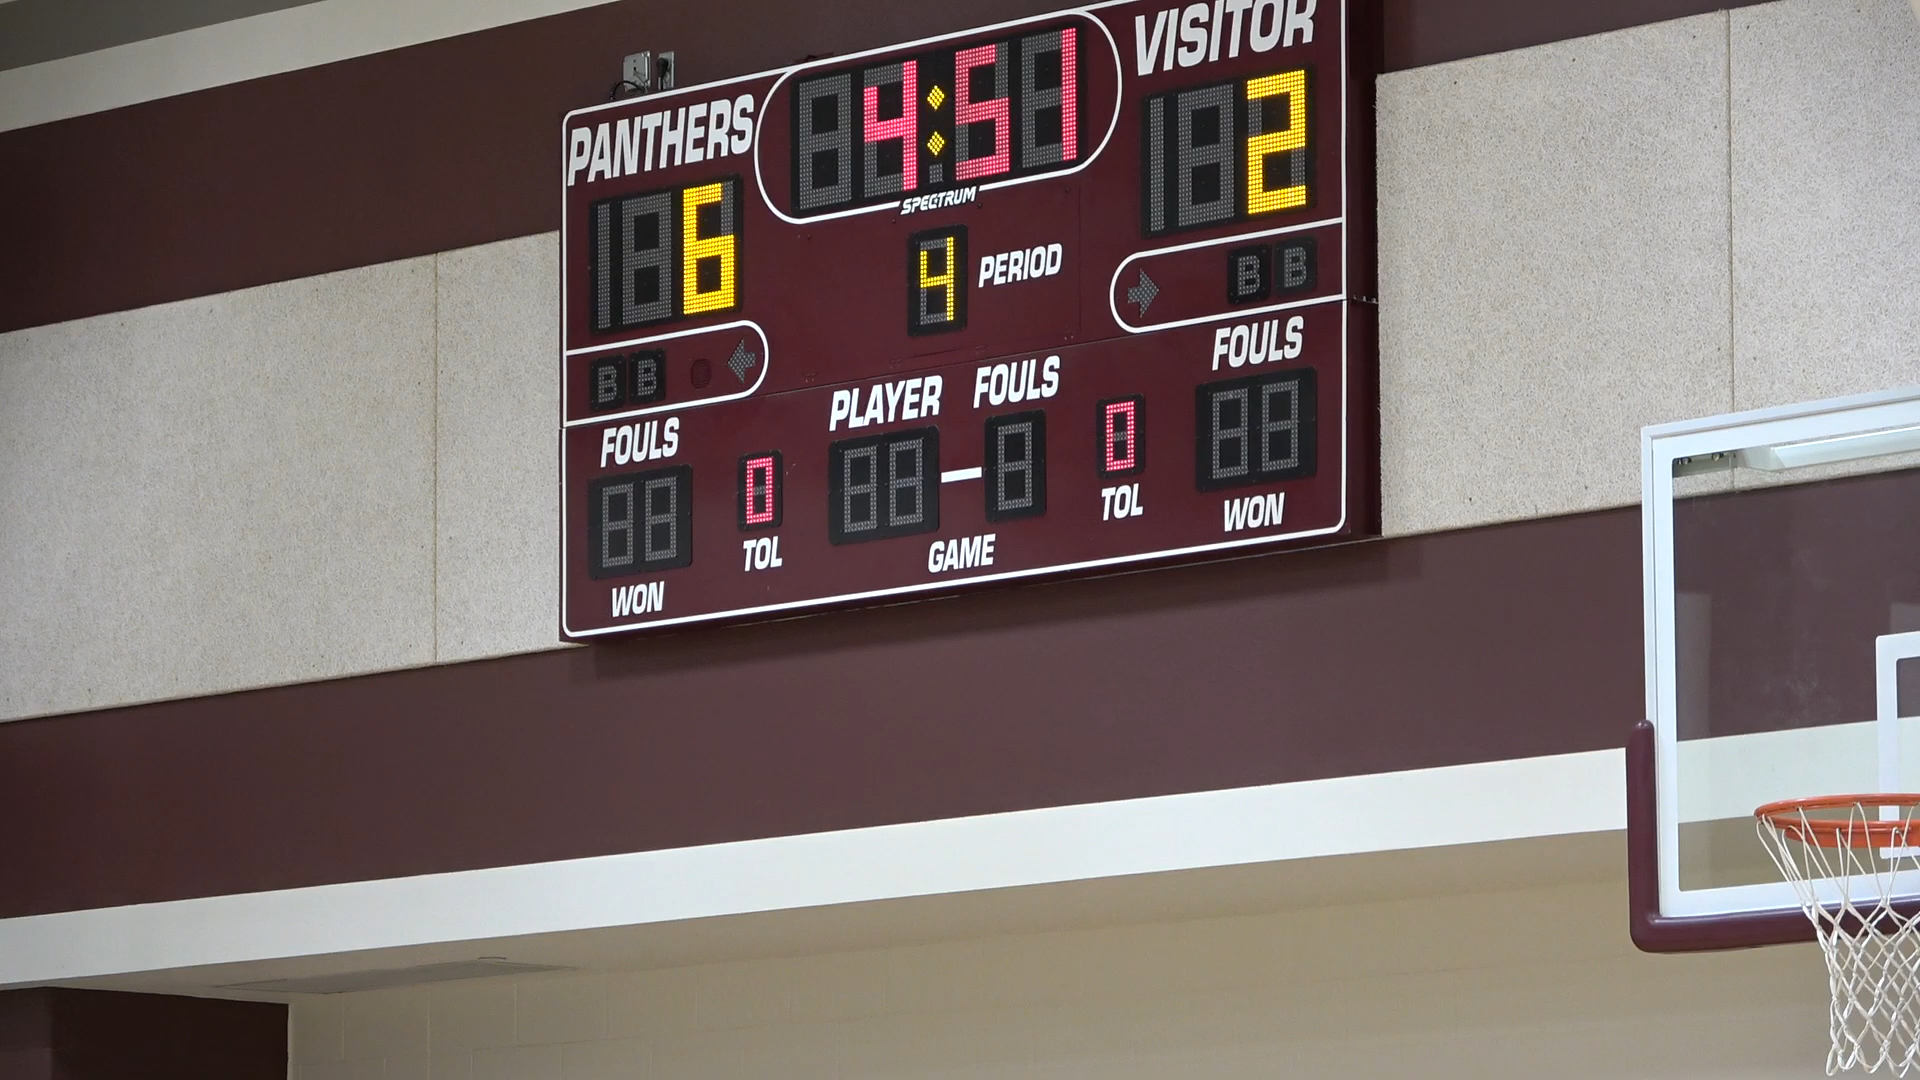 VISITOR
PANTHERS
4:51
2
SPECTRUM
6
4 PERIOD
B B
B B
FOULS
PLAYER FOULS
FOULS
0
0
TOL
WON
TOL
GAME
WON